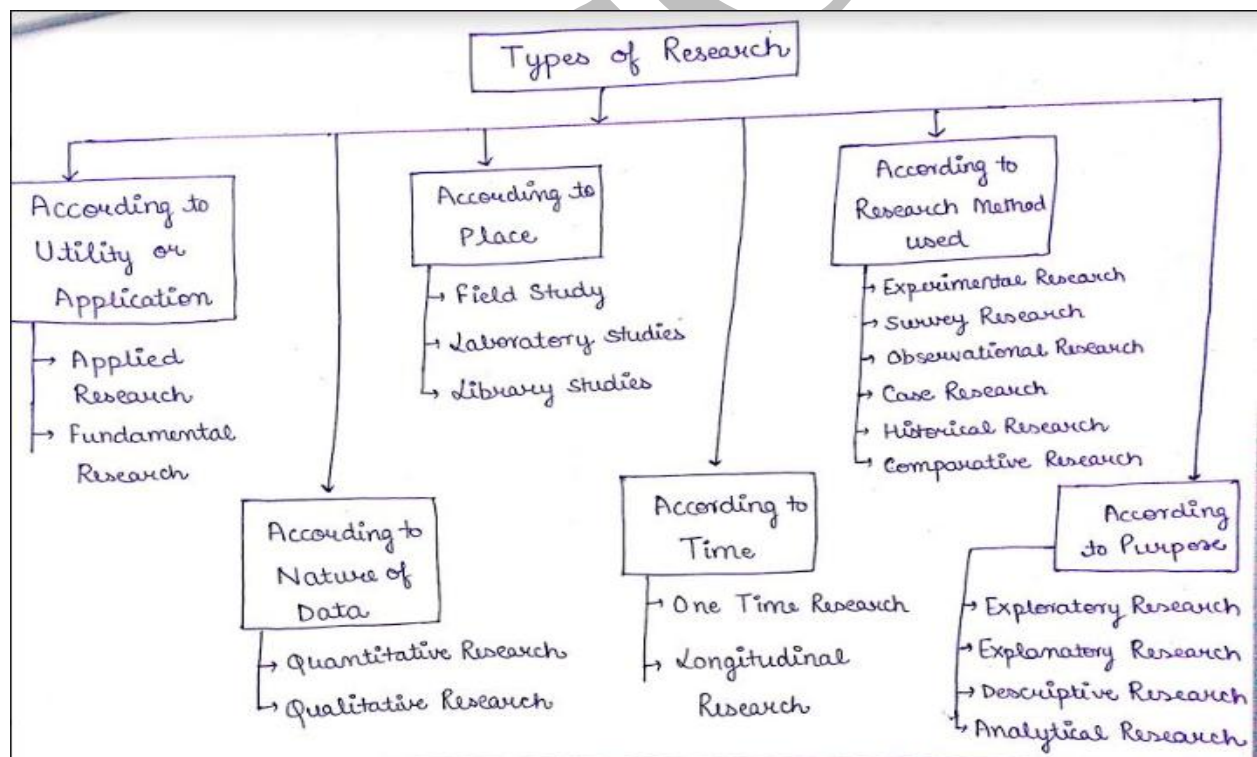 Types of Research
According to
Utility or
Application
→ Applied
Research
→ Fundamental
Research
According to
Nature of
Data
→ Quantitative Research
→ Qualitative Research
According to
Place
→ Field Study
→ Laboratory studies
→ Library studies
According to
Time
→ One Time Research
→ Longitudinal
Research
According to
Research Method
used
→ Experimental Research
→ Survey Research
→ Observational Research
→ Case Research
→ Historical Research
→ Comparative Research
According
to Purpose
→ Exploratory Research
→ Explanatory Research
→ Descriptive Research
→ Analytical Research